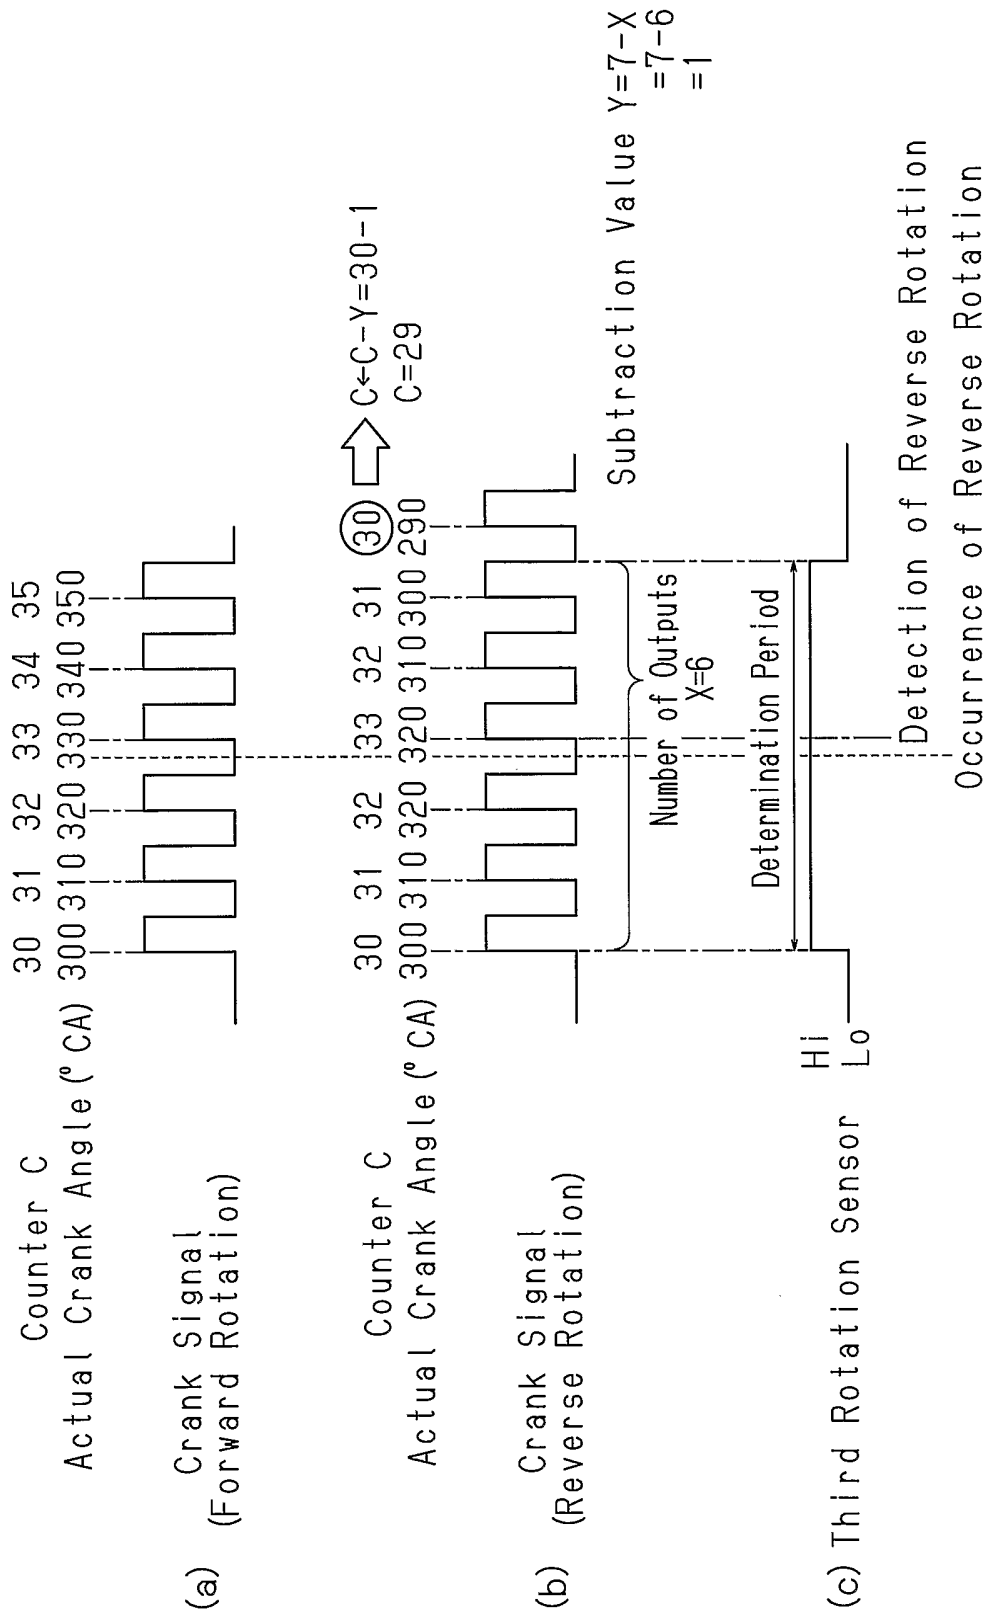 Counter C 30 31 32 33 34 35
Actual Crank Angle (°CA) 300 310 320 330 340 350
(a)
Crank Signal
(Forward Rotation)
Counter C 30 31 32 33 32 31 30
C←C-Y=30-1
C=29
Actual Crank Angle (°CA) 300 310 320 320 310 300 290
(b)
Crank Signal
(Reverse Rotation)
Number of Outputs
X=6
Subtraction Value Y=7-X
=7-6
=1
Determination Period
(c) Third Rotation Sensor
Hi
Lo
Detection of Reverse Rotation
Occurrence of Reverse Rotation